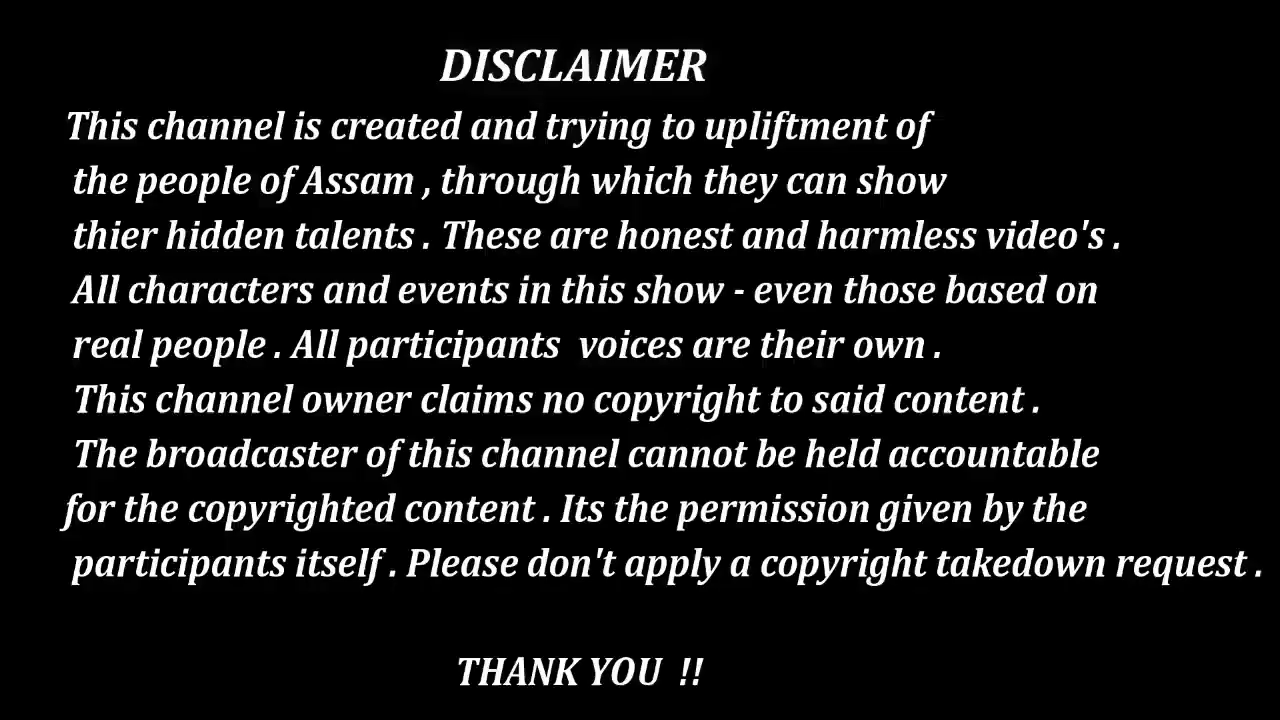 DISCLAIMER
This channel is created and trying to upliftment of
the people of Assam , through which they can show
thier hidden talents . These are honest and harmless video's .
All characters and events in this show - even those based on
real people . All participants  voices are their own .
This channel owner claims no copyright to said content .
The broadcaster of this channel cannot be held accountable
for the copyrighted content . Its the permission given by the
participants itself . Please don't apply a copyright takedown request .
THANK YOU  !!